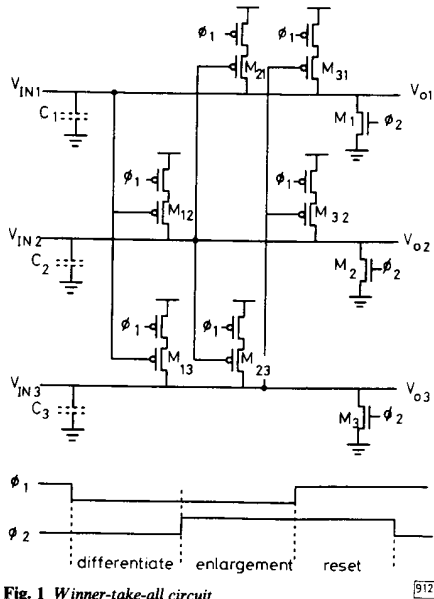 ϕ1 ϕ1
M21 M31
VIN1 Vo1
C1 M1 ϕ2
ϕ1 ϕ1
M12 M32
VIN2 Vo2
C2 M2 ϕ2
ϕ1 ϕ1
M13 M23
VIN3 Vo3
C3 M3 ϕ2
ϕ1
ϕ2
differentiate enlargement reset
Fig. 1 Winner-take-all circuit
912